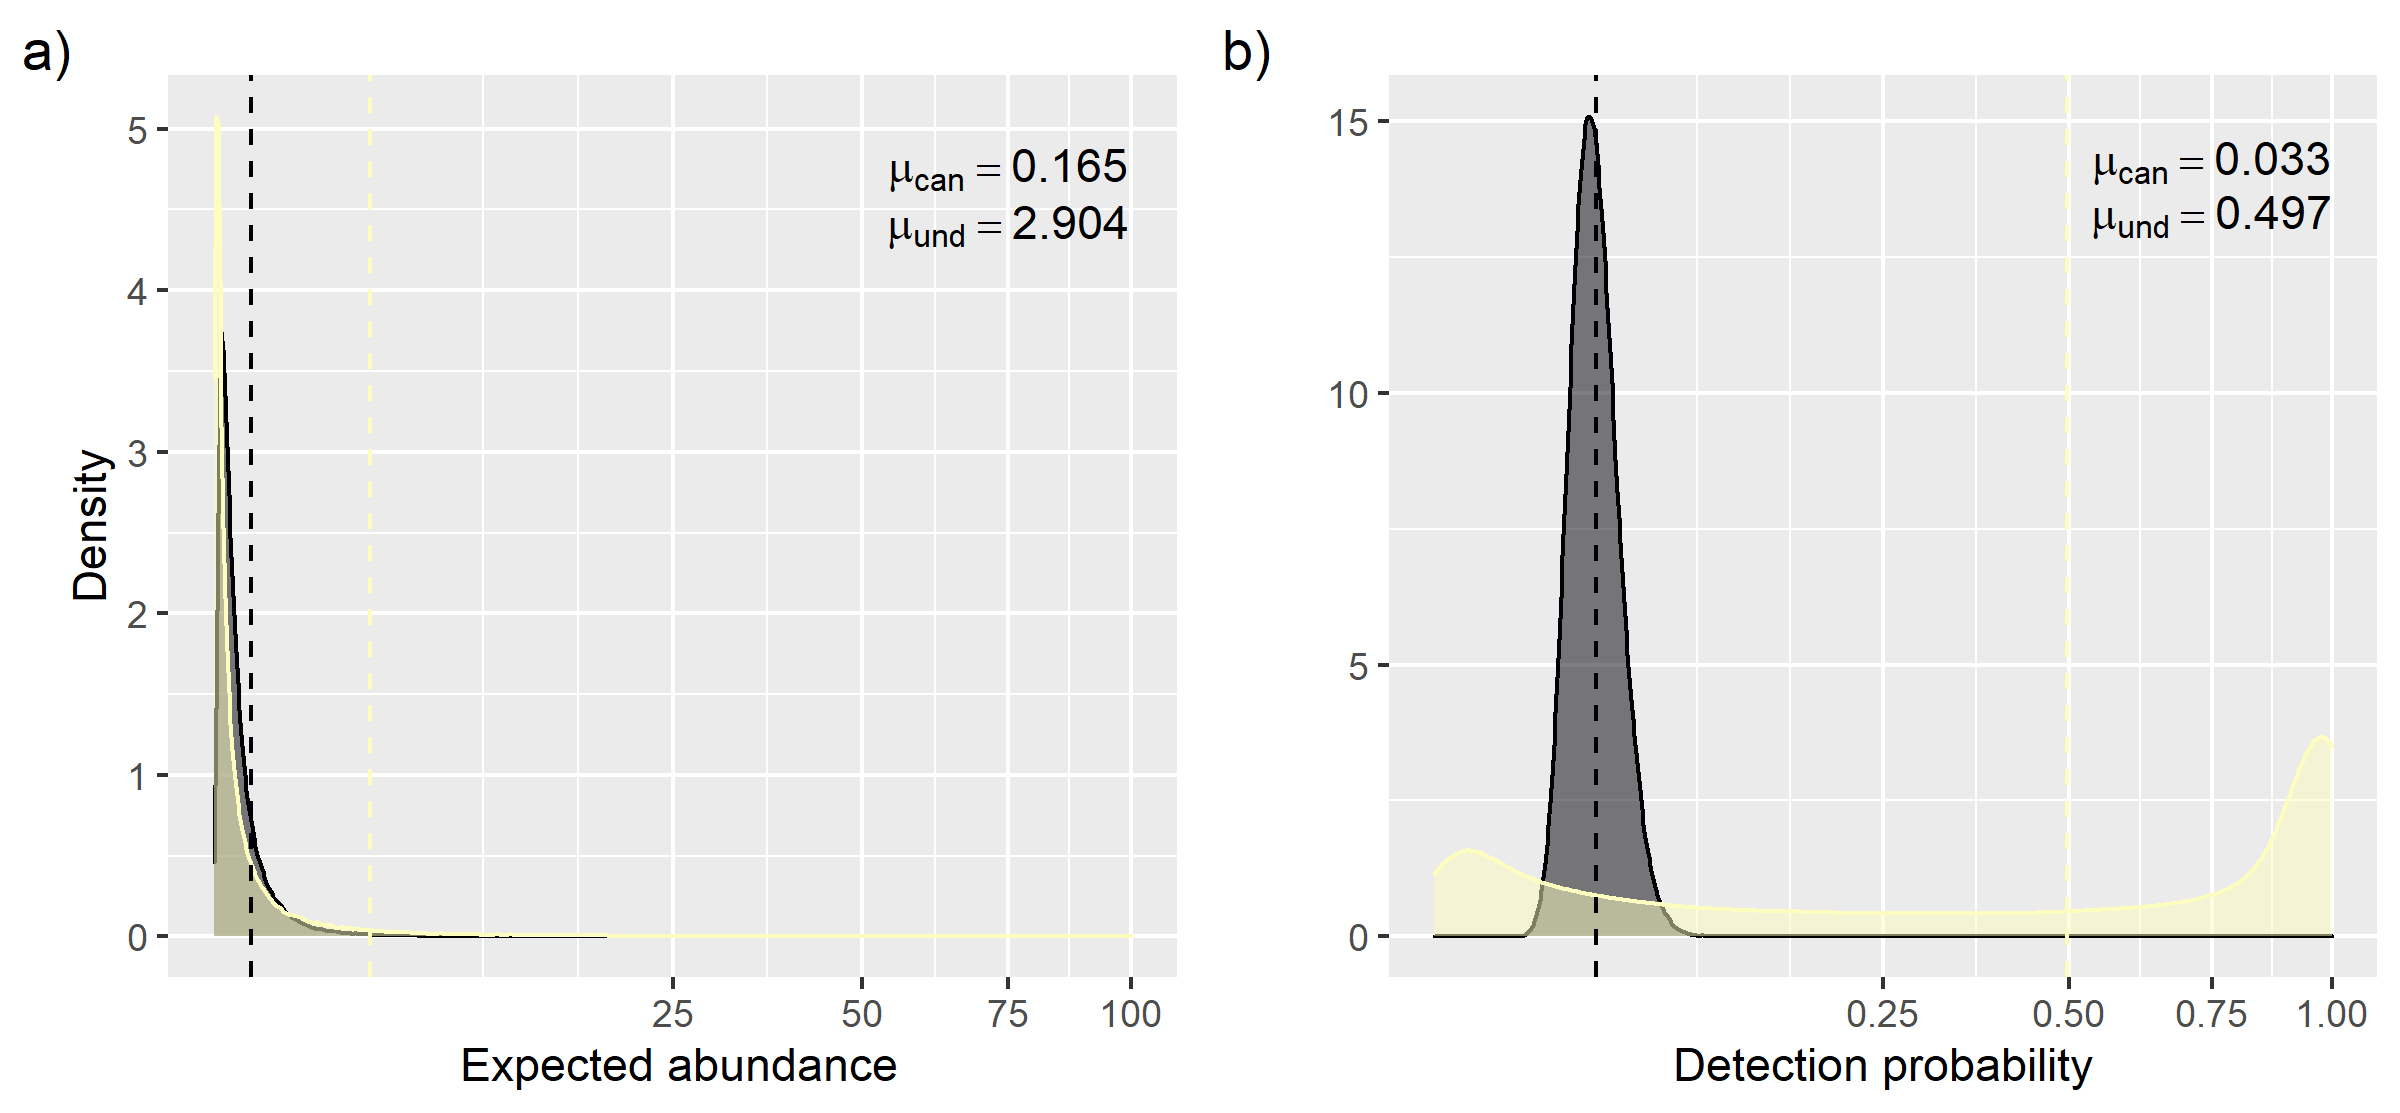 a)
μcan = 0.165
μund = 2.904
Density
5
4
3
2
1
0
25 50 75 100
Expected abundance
b)
μcan = 0.033
μund = 0.497
15
10
5
0
0.25 0.50 0.75 1.00
Detection probability